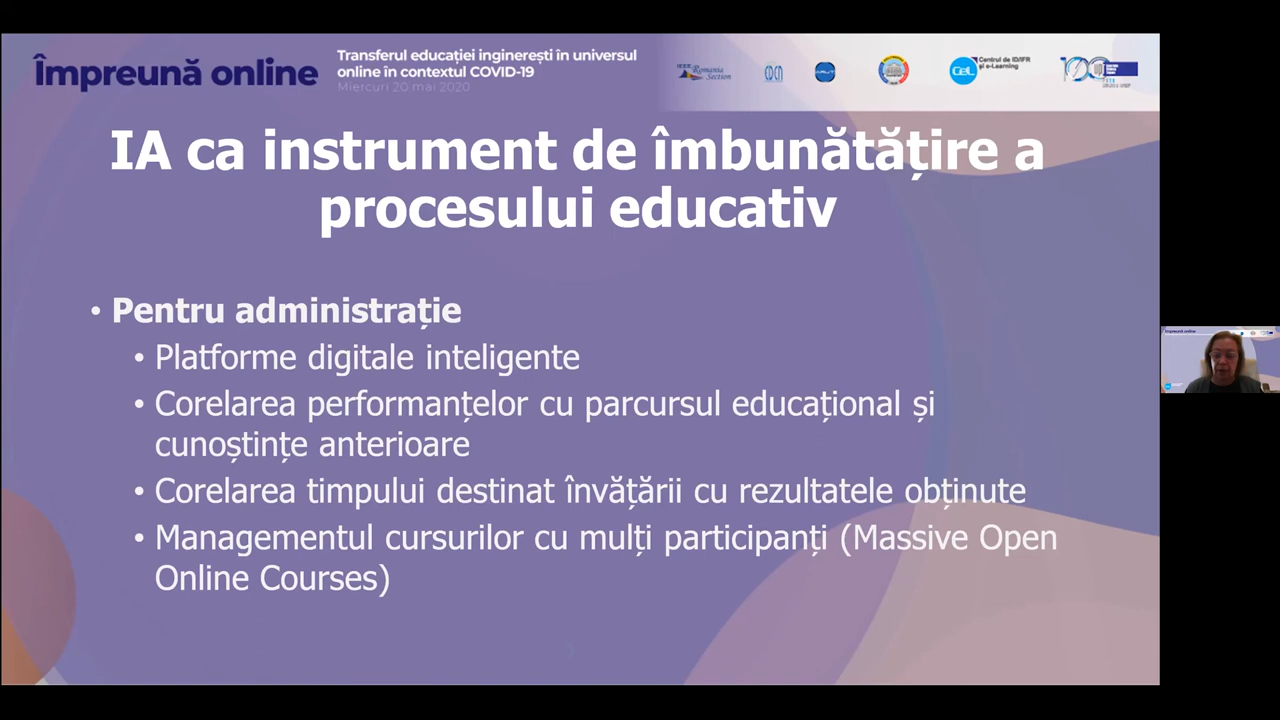 Împreună online
Transferul educației inginerești în universul
online în contextul COVID-19
Miercuri 20 mai 2020
IEEE Romania
Section
Centrul de ID/IFR
și e-Learning
CeL
IA ca instrument de îmbunătățire a
procesului educativ
• Pentru administrație
• Platforme digitale inteligente
• Corelarea performanțelor cu parcursul educațional și
cunoștințe anterioare
• Corelarea timpului destinat învățării cu rezultatele obținute
• Managementul cursurilor cu mulți participanți (Massive Open
Online Courses)
Împreună online